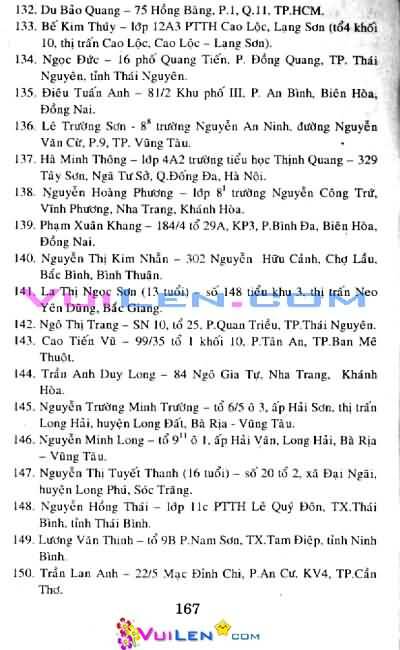 132. Du Bảo Quang – 75 Hồng Bàng, P.1, Q.11, TP.HCM.
133. Bế Kim Thúy – lớp 12A3 PTTH Cao Lộc, Lạng Sơn (tổ4 khối
10, thị trấn Cao Lộc, Cao Lộc – Lạng Sơn).
134. Ngọc Đức – 16 phố Quang Tiến, P. Đồng Quang, TP. Thái
Nguyên, tỉnh Thái Nguyên.
135. Điêu Tuấn Anh – 81/2 Khu phố III, P. An Bình, Biên Hòa,
Đồng Nai.
136. Lê Trường Sơn - 8⁸ trường Nguyễn An Ninh, đường Nguyễn
Văn Cừ, P.9, TP. Vũng Tàu.
137. Hà Minh Thông – lớp 4A2 trường tiểu học Thịnh Quang – 329
Tây Sơn, Ngã Tư Sở, Q.Đống Đa, Hà Nội.
138. Nguyễn Hoàng Phương – lớp 8¹ trường Nguyễn Công Trứ,
Vĩnh Phương, Nha Trang, Khánh Hòa.
139. Phạm Xuân Khang – 184/4 tổ 29A, KP3, P.Bình Đa, Biên Hòa,
Đồng Nai.
140. Nguyễn Thị Kim Nhẫn – 302 Nguyễn Hữu Cảnh, Chợ Lầu,
Bắc Bình, Bình Thuận.
141. La Thị Ngọc Sơn (13 tuổi) – số 148 tiểu khu 3, thị trấn Neo
Yên Dũng, Bắc Giang.
VUILEN.COM
142. Ngô Thị Trang – SN 10, tổ 25, P.Quan Triều, TP.Thái Nguyên.
143. Cao Tiến Vũ – 99/35 tổ 1 khối 10, P.Tân An, TP.Ban Mê
Thuột.
144. Trần Anh Duy Long – 84 Ngô Gia Tự, Nha Trang, Khánh
Hòa.
145. Nguyễn Trường Minh Trường – tổ 6/5 ô 3, ấp Hải Sơn, thị trấn
Long Hải, huyện Long Đất, Bà Rịa - Vũng Tàu.
146. Nguyễn Minh Long – tổ 9¹¹ ô 1, ấp Hải Vân, Long Hải, Bà Rịa
– Vũng Tàu.
147. Nguyễn Thị Tuyết Thanh (16 tuổi) – số 20 tổ 2, xã Đại Ngãi,
huyện Long Phú, Sóc Trăng.
148. Nguyễn Hồng Thái – lớp 11c PTTH Lê Quý Đôn, TX.Thái
Bình, tỉnh Thái Bình.
149. Lương Văn Thịnh – tổ 9B P.Nam Sơn, TX.Tam Điệp, tỉnh Ninh
Bình.
150. Trần Lan Anh – 22/5 Mạc Đĩnh Chi, P.An Cư, KV4, TP.Cần
Thơ.
167
VUILEN.COM